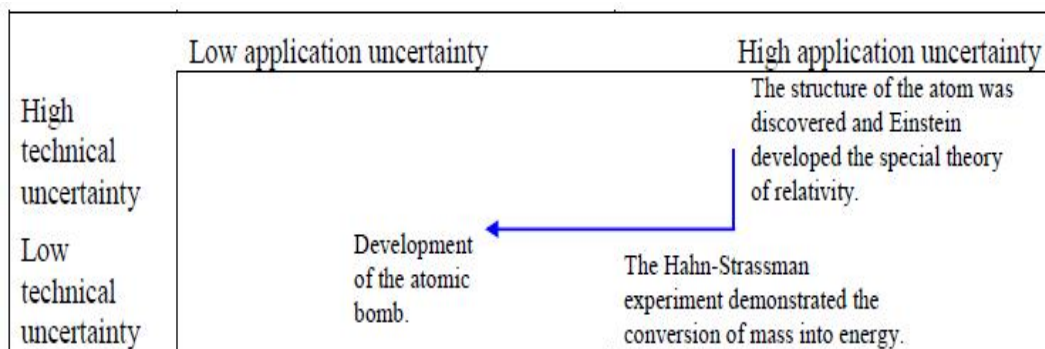 Low application uncertainty
High application uncertainty
High
technical
uncertainty
The structure of the atom was
discovered and Einstein
developed the special theory
of relativity.
Low
technical
uncertainty
Development
of the atomic
bomb.
The Hahn-Strassman
experiment demonstrated the
conversion of mass into energy.